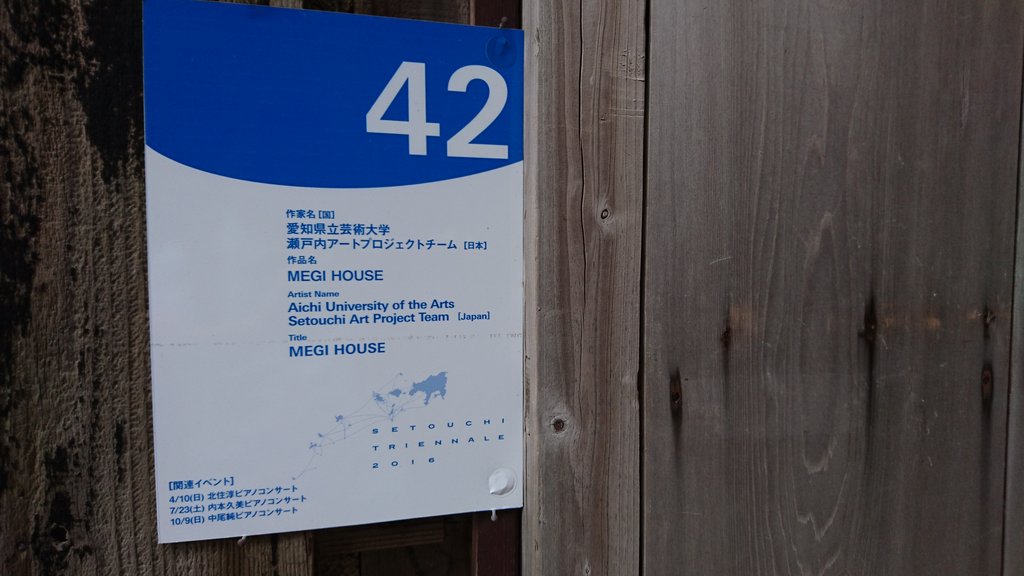 42
作家名 [国]
愛知県立芸術大学
瀬戸内アートプロジェクトチーム [日本]
作品名
MEGI HOUSE
Artist Name
Aichi University of the Arts
Setouchi Art Project Team [Japan]
Title
MEGI HOUSE
SETOUCHI
TRIENNALE
2016
[関連イベント]
4/10(日) 北住淳ピアノコンサート
7/23(土) 内本久美ピアノコンサート
10/9(日) 中尾純ピアノコンサート